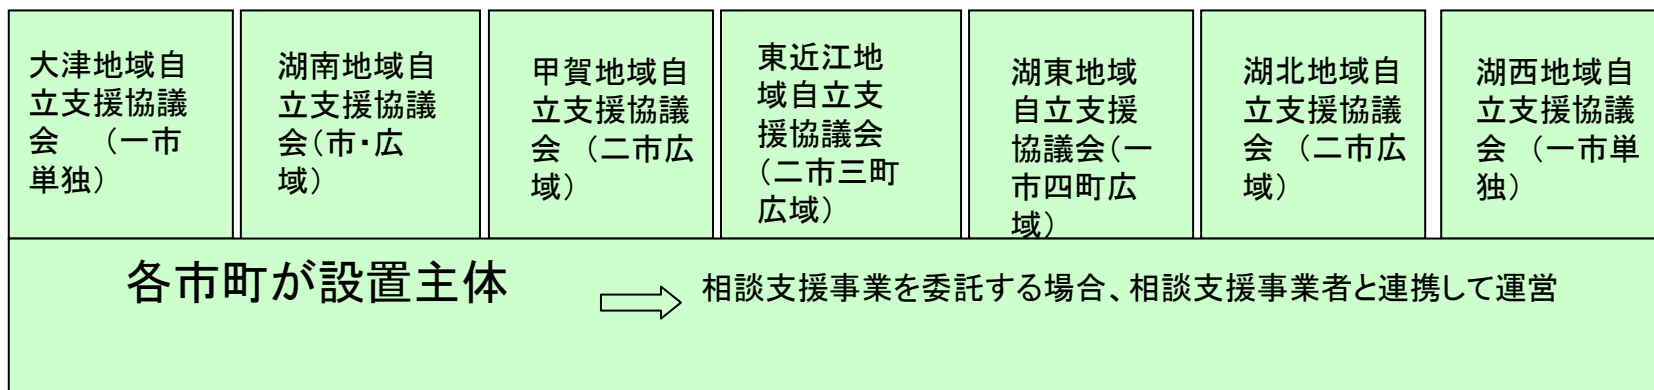 大津地域自
立支援協議
会　（一市
単独）
湖南地域自
立支援協議
会（市・広
域）
甲賀地域自
立支援協議
会　（二市広
域）
東近江地
域自立支
援協議会
（二市三町
広域）
湖東地域
自立支援
協議会（一
市四町広
域）
湖北地域自
立支援協議
会　（二市広
域）
湖西地域自
立支援協議
会　（一市単
独）
各市町が設置主体
相談支援事業を委託する場合、相談支援事業者と連携して運営